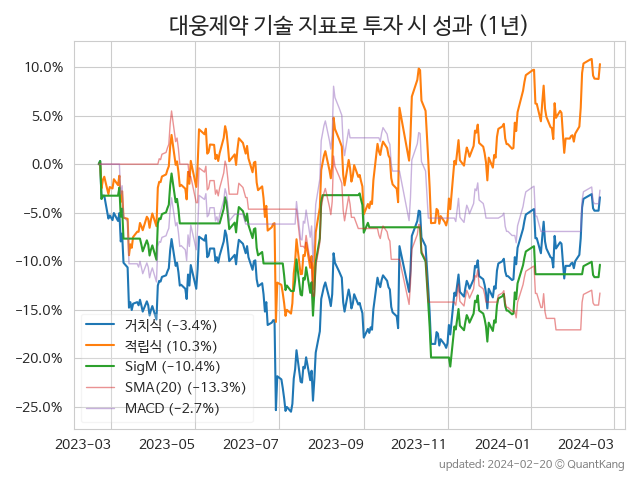 대웅제약 기술 지표로 투자 시 성과 (1년)
10.0%
5.0%
0.0%
−5.0%
−10.0%
−15.0%
−20.0%
−25.0%
거치식 (−3.4%)
적립식 (10.3%)
SigM (−10.4%)
SMA(20) (−13.3%)
MACD (−2.7%)
2023-03 2023-05 2023-07 2023-09 2023-11 2024-01 2024-03
updated: 2024-02-20 © QuantKang